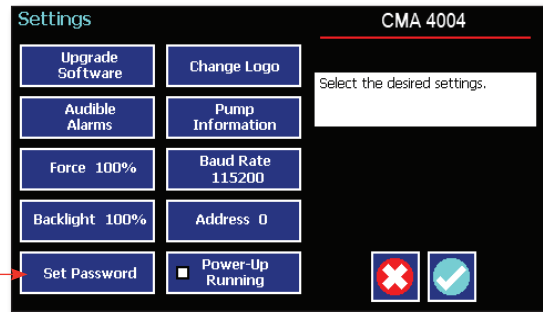 Settings
CMA 4004
Upgrade
Software
Change Logo
Select the desired settings.
Audible
Alarms
Pump
Information
Force 100%
Baud Rate
115200
Backlight 100%
Address 0
Set Password
Power-Up
Running